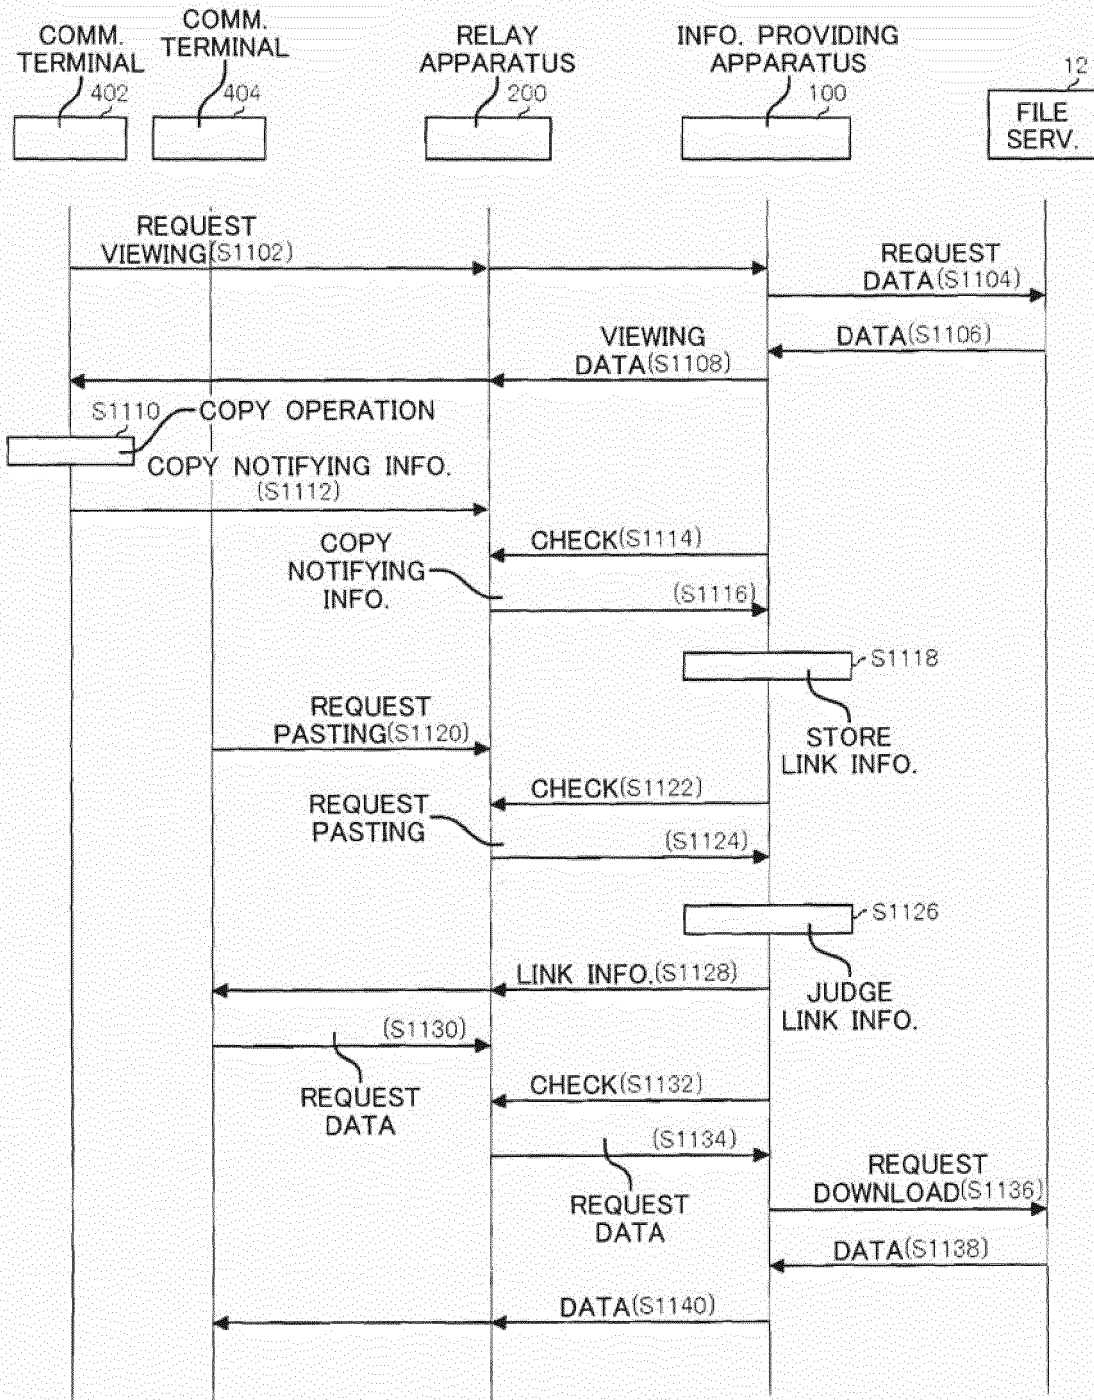 COMM.
TERMINAL
402
COMM.
TERMINAL
404
RELAY
APPARATUS
200
INFO. PROVIDING
APPARATUS
100
12
FILE
SERV.
REQUEST
VIEWING(S1102)
REQUEST
DATA(S1104)
DATA(S1106)
VIEWING
DATA(S1108)
S1110
COPY OPERATION
COPY NOTIFYING INFO.
(S1112)
CHECK(S1114)
COPY
NOTIFYING
INFO.
(S1116)
S1118
STORE
LINK INFO.
REQUEST
PASTING(S1120)
CHECK(S1122)
REQUEST
PASTING
(S1124)
S1126
JUDGE
LINK INFO.
LINK INFO.(S1128)
(S1130)
REQUEST
DATA
CHECK(S1132)
(S1134)
REQUEST
DATA
REQUEST
DOWNLOAD(S1136)
DATA(S1138)
DATA(S1140)